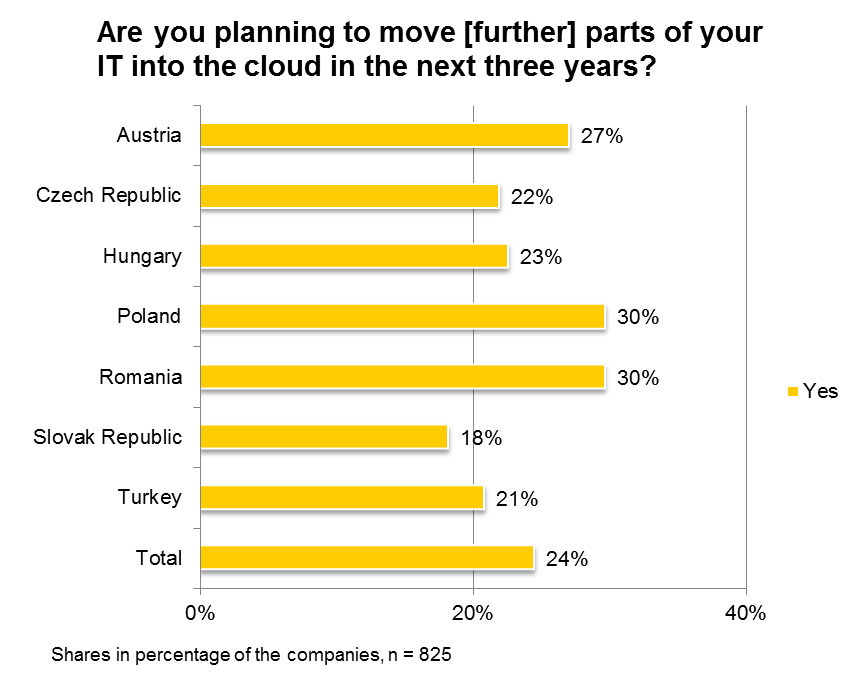 Are you planning to move [further] parts of your
IT into the cloud in the next three years?
Austria 27%
Czech Republic 22%
Hungary 23%
Poland 30%
Romania 30%
Slovak Republic 18%
Turkey 21%
Total 24%
Yes
0% 20% 40%
Shares in percentage of the companies, n = 825